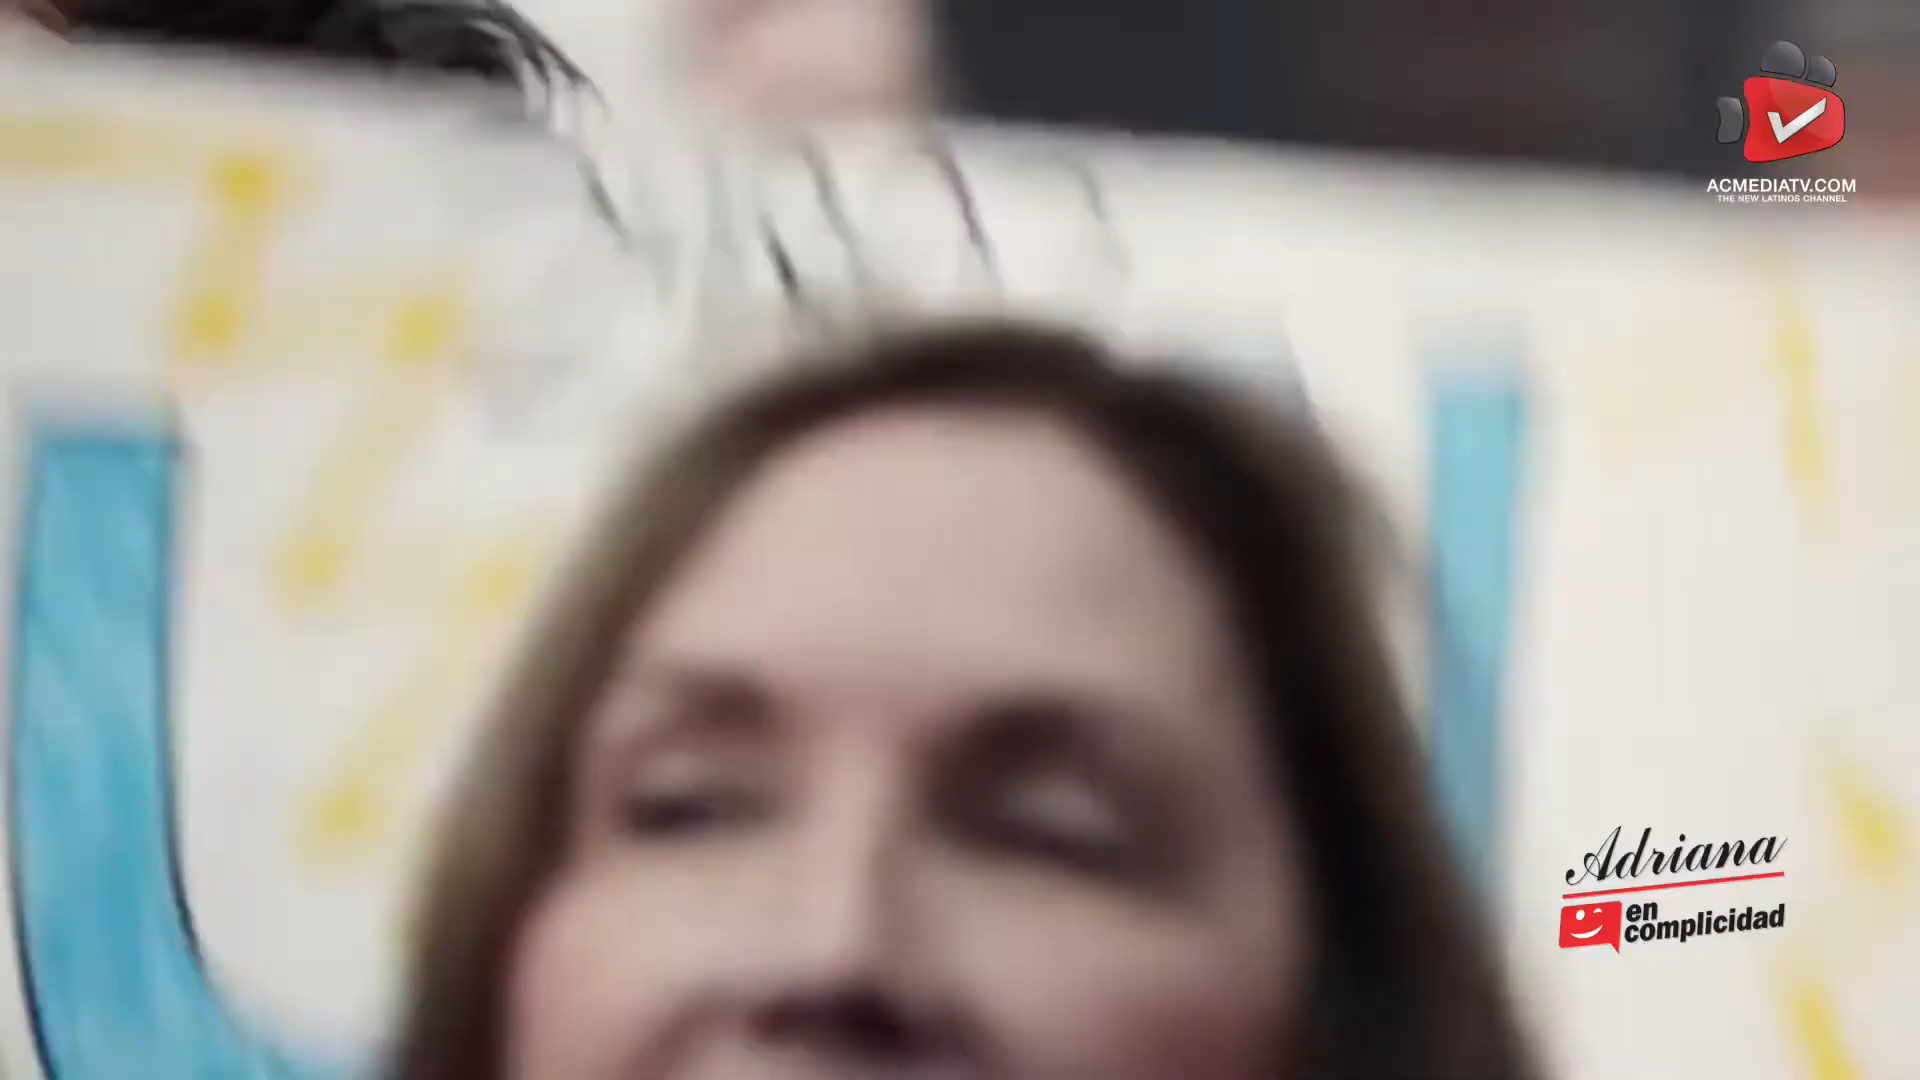 ACMEDIATV.COM
THE NEW LATINOS CHANNEL
Adriana
en
complicidad